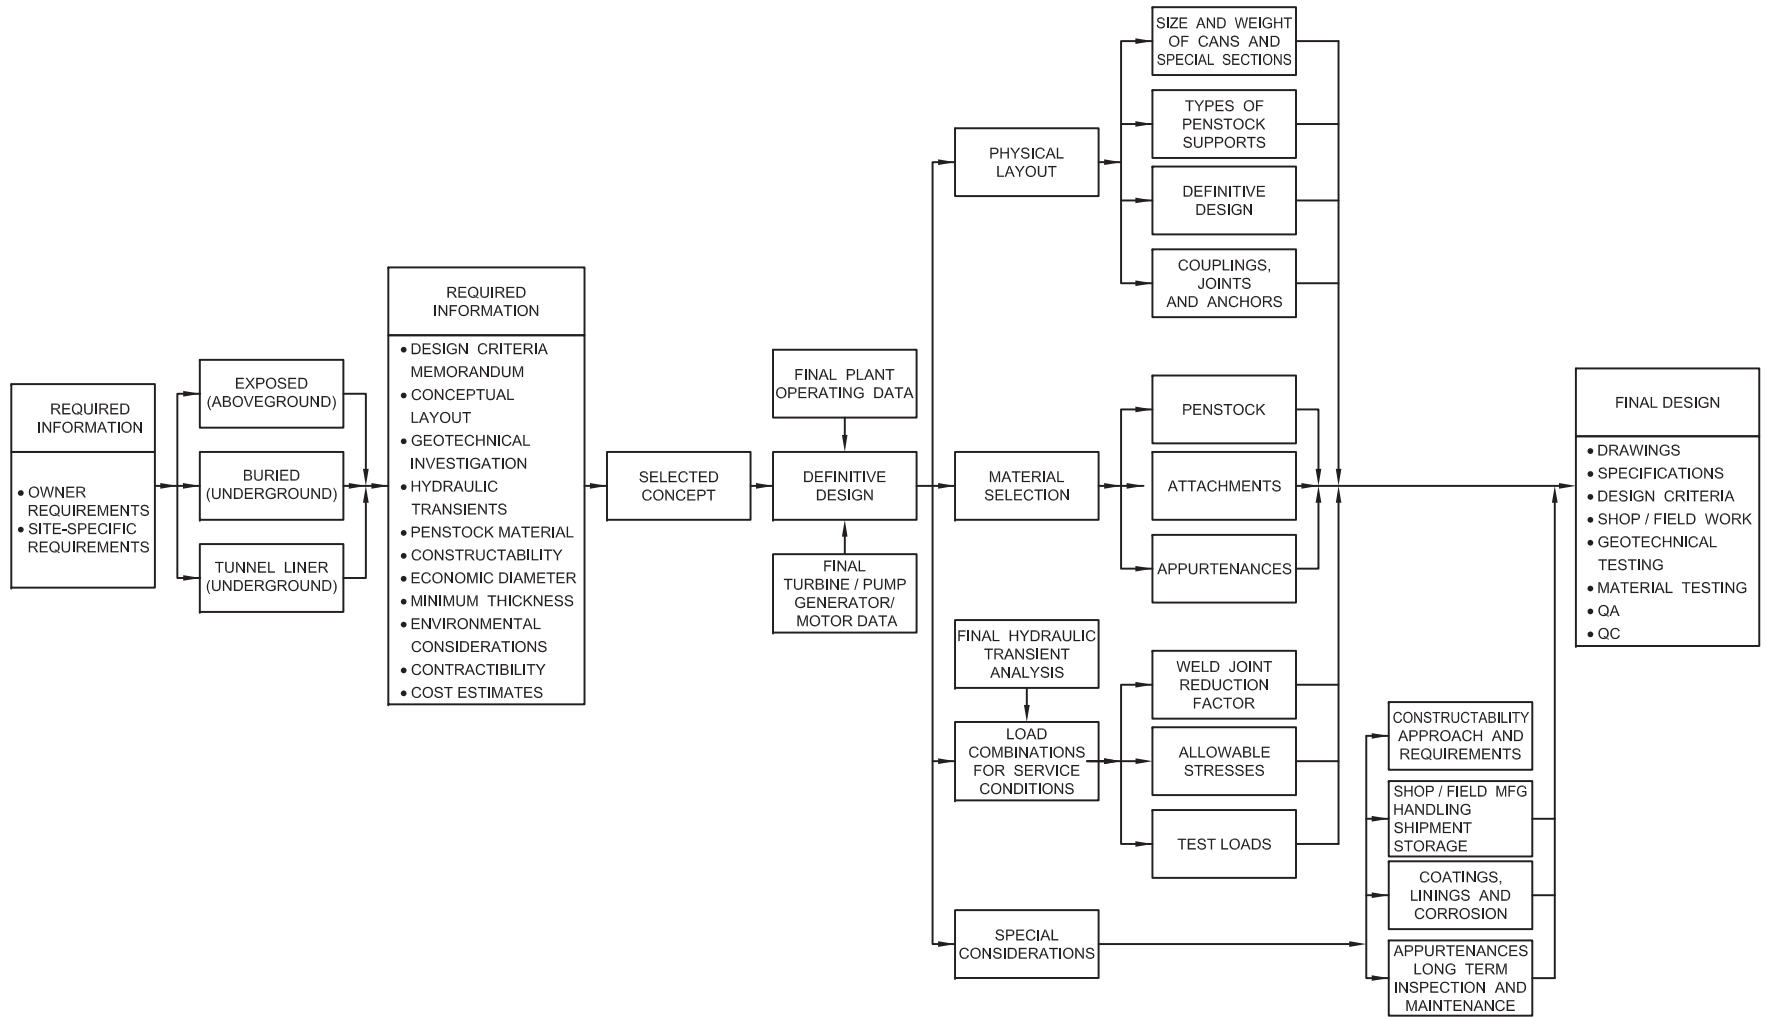 REQUIRED
INFORMATION
• OWNER
REQUIREMENTS
• SITE-SPECIFIC
REQUIREMENTS
EXPOSED
(ABOVEGROUND)
BURIED
(UNDERGROUND)
TUNNEL LINER
(UNDERGROUND)
REQUIRED
INFORMATION
• DESIGN CRITERIA
MEMORANDUM
• CONCEPTUAL
LAYOUT
• GEOTECHNICAL
INVESTIGATION
• HYDRAULIC
TRANSIENTS
• PENSTOCK MATERIAL
• CONSTRUCTABILITY
• ECONOMIC DIAMETER
• MINIMUM THICKNESS
• ENVIRONMENTAL
CONSIDERATIONS
• CONTRACTIBILITY
• COST ESTIMATES
SELECTED
CONCEPT
FINAL PLANT
OPERATING DATA
DEFINITIVE
DESIGN
FINAL
TURBINE / PUMP
GENERATOR/
MOTOR DATA
PHYSICAL
LAYOUT
MATERIAL
SELECTION
FINAL HYDRAULIC
TRANSIENT
ANALYSIS
LOAD
COMBINATIONS
FOR SERVICE
CONDITIONS
SPECIAL
CONSIDERATIONS
SIZE AND WEIGHT
OF CANS AND
SPECIAL SECTIONS
TYPES OF
PENSTOCK
SUPPORTS
DEFINITIVE
DESIGN
COUPLINGS,
JOINTS
AND ANCHORS
PENSTOCK
ATTACHMENTS
APPURTENANCES
WELD JOINT
REDUCTION
FACTOR
ALLOWABLE
STRESSES
TEST LOADS
CONSTRUCTABILITY
APPROACH AND
REQUIREMENTS
SHOP / FIELD MFG
HANDLING
SHIPMENT
STORAGE
COATINGS,
LININGS AND
CORROSION
APPURTENANCES
LONG TERM
INSPECTION AND
MAINTENANCE
FINAL DESIGN
• DRAWINGS
• SPECIFICATIONS
• DESIGN CRITERIA
• SHOP / FIELD WORK
• GEOTECHNICAL
TESTING
• MATERIAL TESTING
• QA
• QC